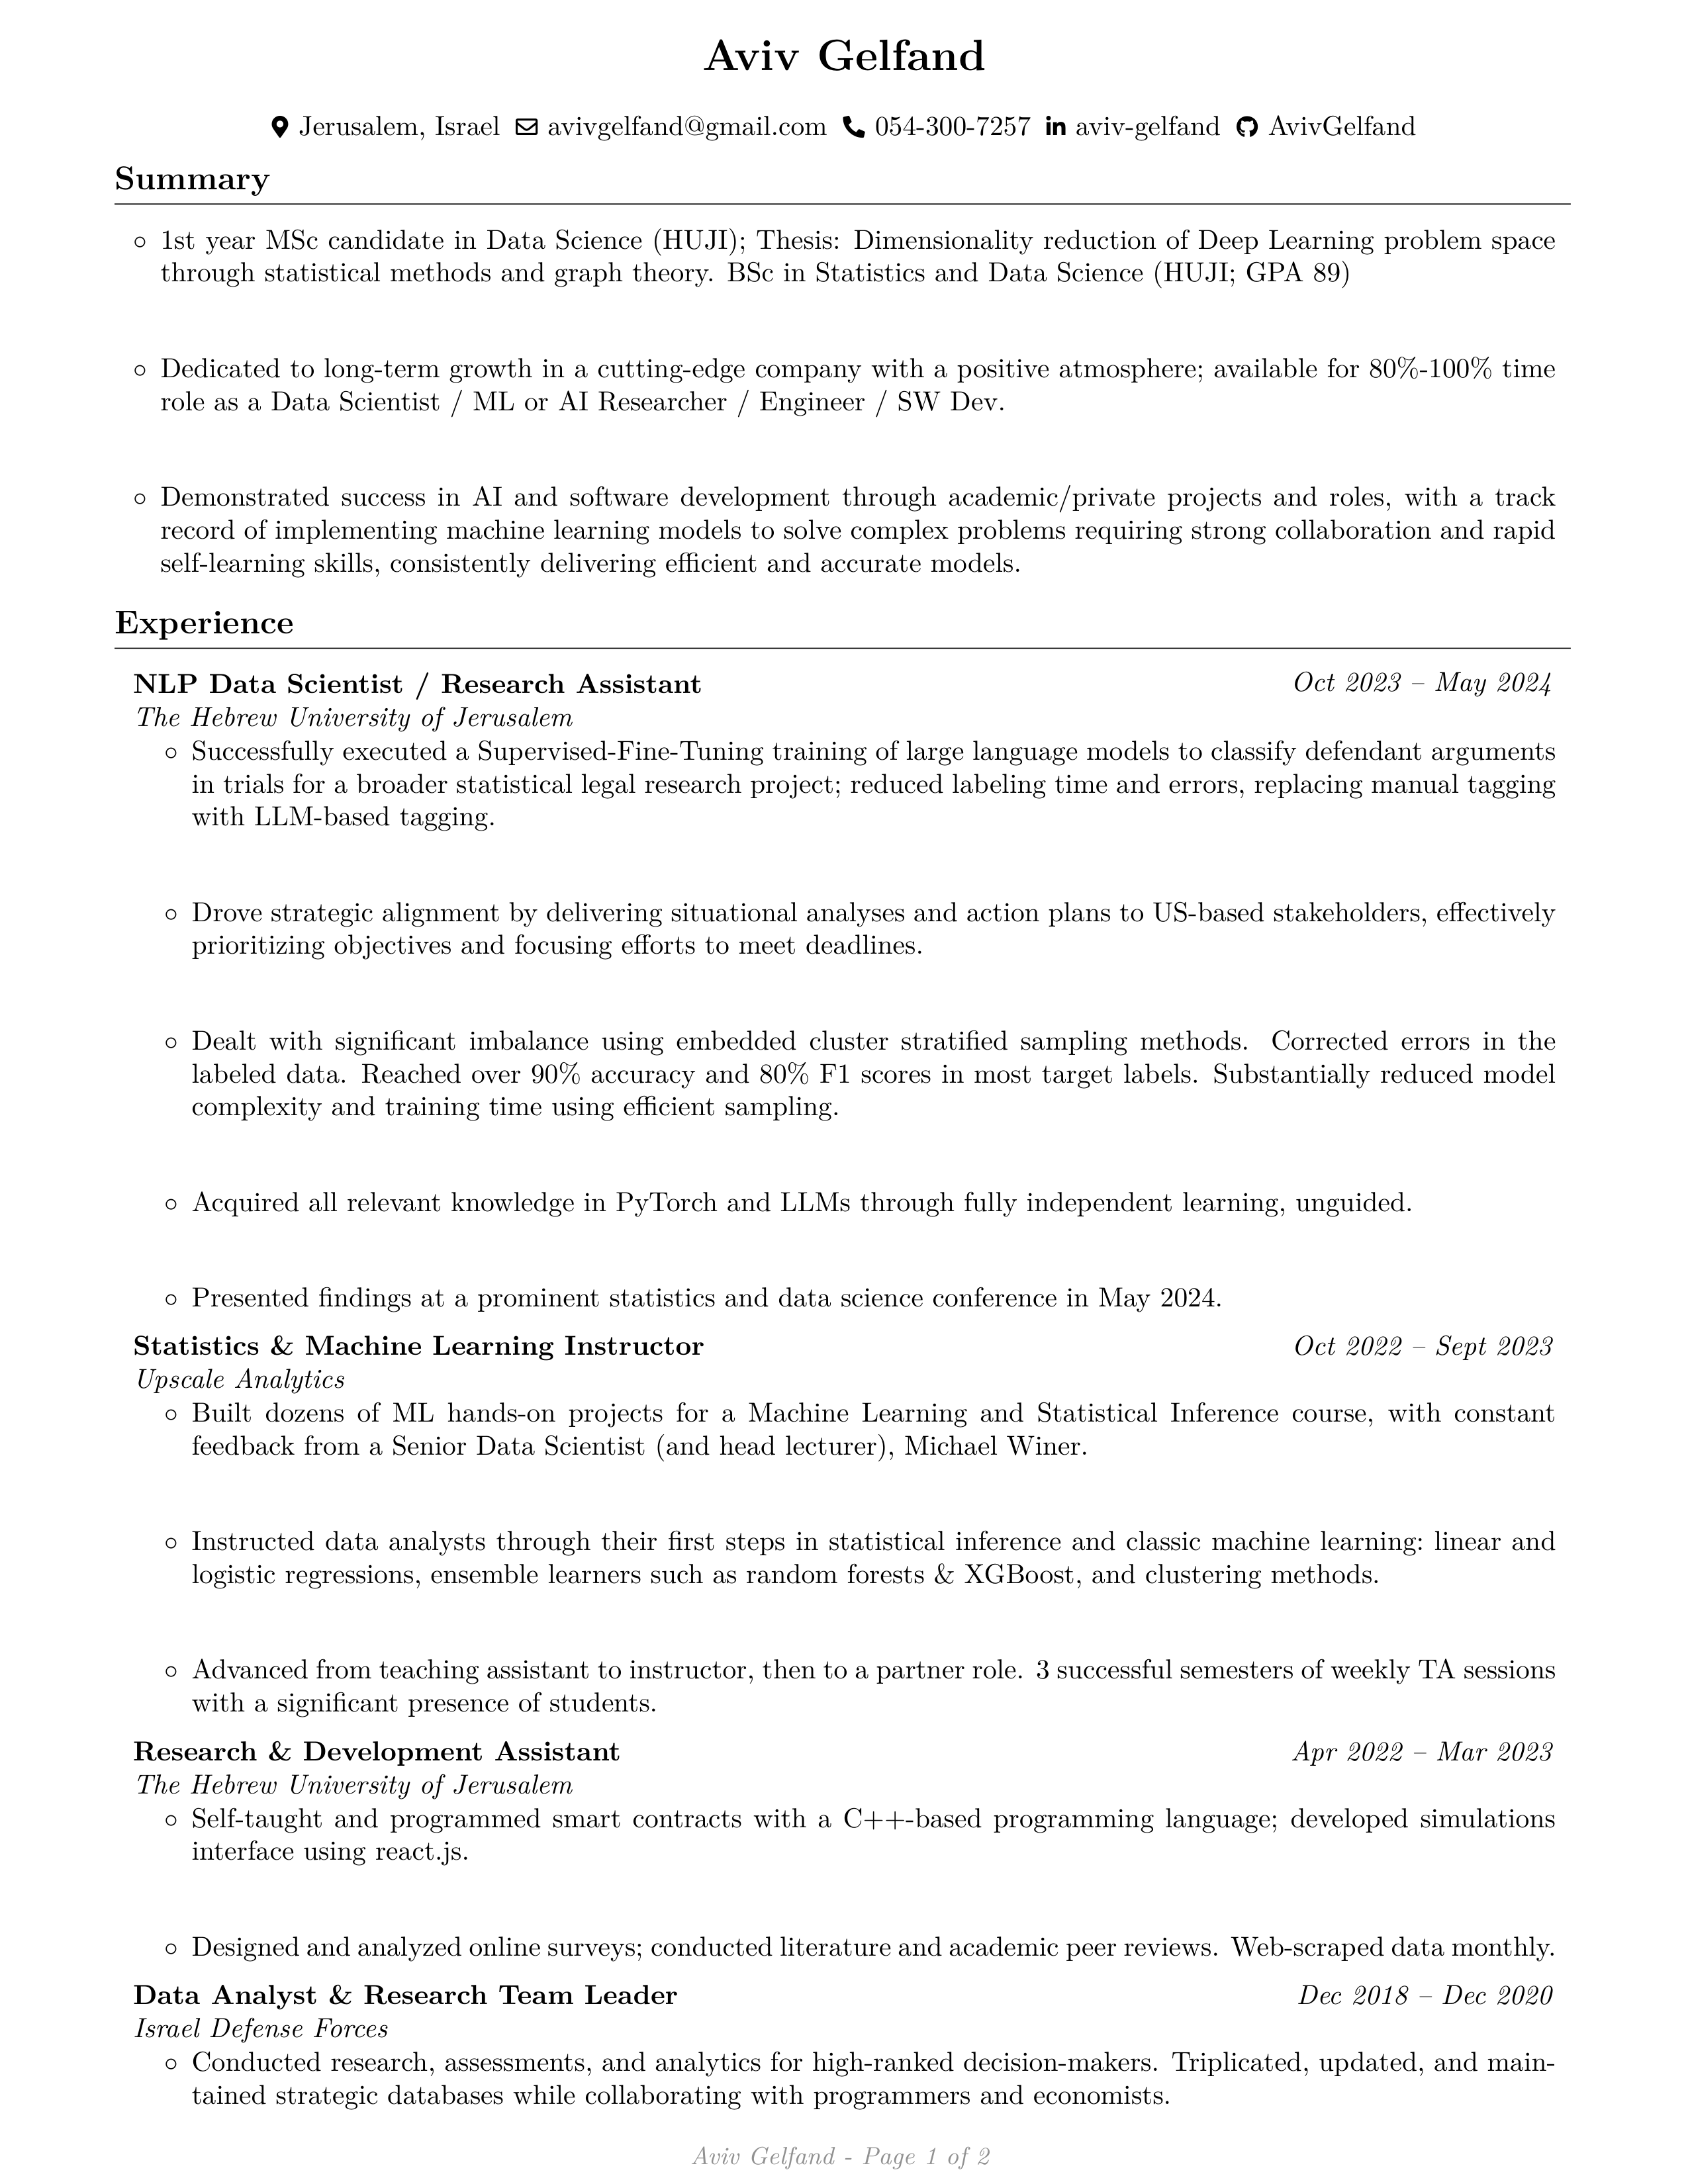 Aviv Gelfand
Jerusalem, Israel avivgelfand@gmail.com 054-300-7257 aviv-gelfand AvivGelfand
Summary
◦ 1st year MSc candidate in Data Science (HUJI); Thesis: Dimensionality reduction of Deep Learning problem space
through statistical methods and graph theory. BSc in Statistics and Data Science (HUJI; GPA 89)
◦ Dedicated to long-term growth in a cutting-edge company with a positive atmosphere; available for 80%-100% time
role as a Data Scientist / ML or AI Researcher / Engineer / SW Dev.
◦ Demonstrated success in AI and software development through academic/private projects and roles, with a track
record of implementing machine learning models to solve complex problems requiring strong collaboration and rapid
self-learning skills, consistently delivering efficient and accurate models.
Experience
NLP Data Scientist / Research Assistant Oct 2023 – May 2024
The Hebrew University of Jerusalem
◦ Successfully executed a Supervised-Fine-Tuning training of large language models to classify defendant arguments
in trials for a broader statistical legal research project; reduced labeling time and errors, replacing manual tagging
with LLM-based tagging.
◦ Drove strategic alignment by delivering situational analyses and action plans to US-based stakeholders, effectively
prioritizing objectives and focusing efforts to meet deadlines.
◦ Dealt with significant imbalance using embedded cluster stratified sampling methods. Corrected errors in the
labeled data. Reached over 90% accuracy and 80% F1 scores in most target labels. Substantially reduced model
complexity and training time using efficient sampling.
◦ Acquired all relevant knowledge in PyTorch and LLMs through fully independent learning, unguided.
◦ Presented findings at a prominent statistics and data science conference in May 2024.
Statistics & Machine Learning Instructor Oct 2022 – Sept 2023
Upscale Analytics
◦ Built dozens of ML hands-on projects for a Machine Learning and Statistical Inference course, with constant
feedback from a Senior Data Scientist (and head lecturer), Michael Winer.
◦ Instructed data analysts through their first steps in statistical inference and classic machine learning: linear and
logistic regressions, ensemble learners such as random forests & XGBoost, and clustering methods.
◦ Advanced from teaching assistant to instructor, then to a partner role. 3 successful semesters of weekly TA sessions
with a significant presence of students.
Research & Development Assistant Apr 2022 – Mar 2023
The Hebrew University of Jerusalem
◦ Self-taught and programmed smart contracts with a C++-based programming language; developed simulations
interface using react.js.
◦ Designed and analyzed online surveys; conducted literature and academic peer reviews. Web-scraped data monthly.
Data Analyst & Research Team Leader Dec 2018 – Dec 2020
Israel Defense Forces
◦ Conducted research, assessments, and analytics for high-ranked decision-makers. Triplicated, updated, and main-
tained strategic databases while collaborating with programmers and economists.
Aviv Gelfand - Page 1 of 2